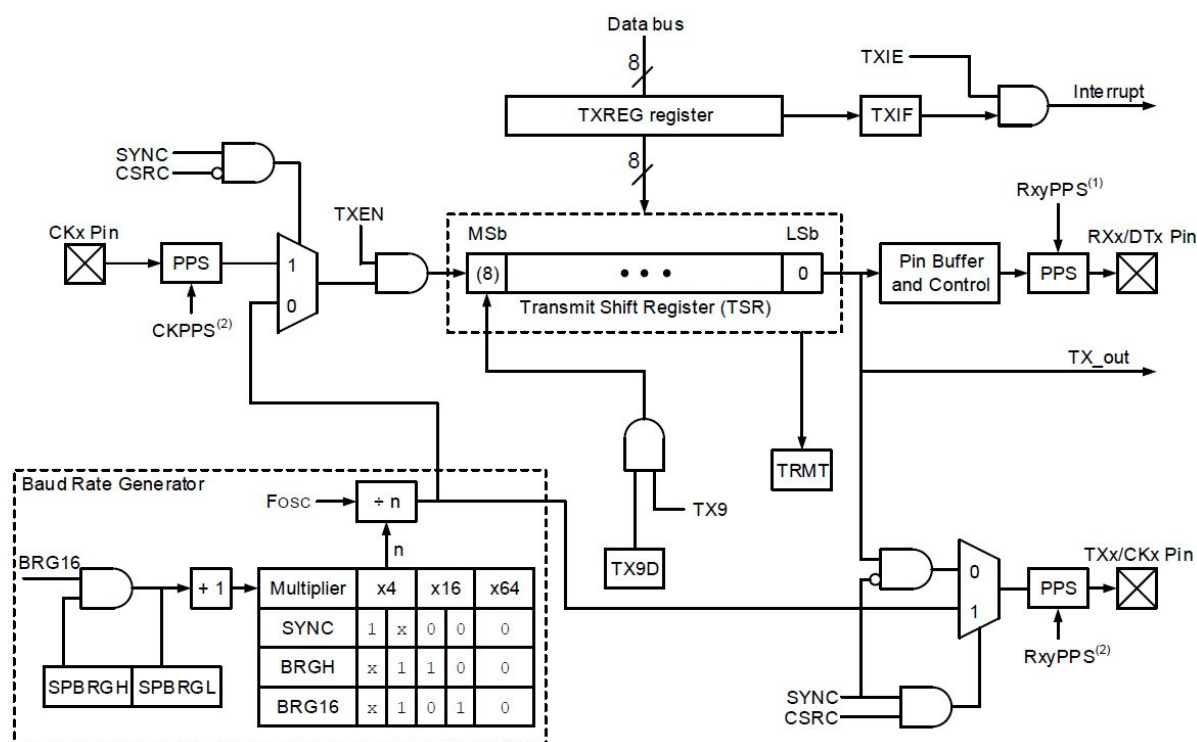 Data bus
8
TXIE
Interrupt
TXREG register
TXIF
SYNC
CSRC
8
RxyPPS(1)
TXEN
CKx Pin
MSb
LSb
RXx/DTx Pin
PPS
1
0
(8)
• • •
0
Pin Buffer
and Control
PPS
Transmit Shift Register (TSR)
CKPPS(2)
TX_out
TRMT
Baud Rate Generator
FOSC
÷ n
TX9
n
TX9D
BRG16
+ 1
Multiplier x4 x16 x64
SYNC 1 x 0 0 0
BRGH x 1 1 0 0
BRG16 x 1 0 1 0
SPBRGH SPBRGL
TXx/CKx Pin
0
1
PPS
RxyPPS(2)
SYNC
CSRC